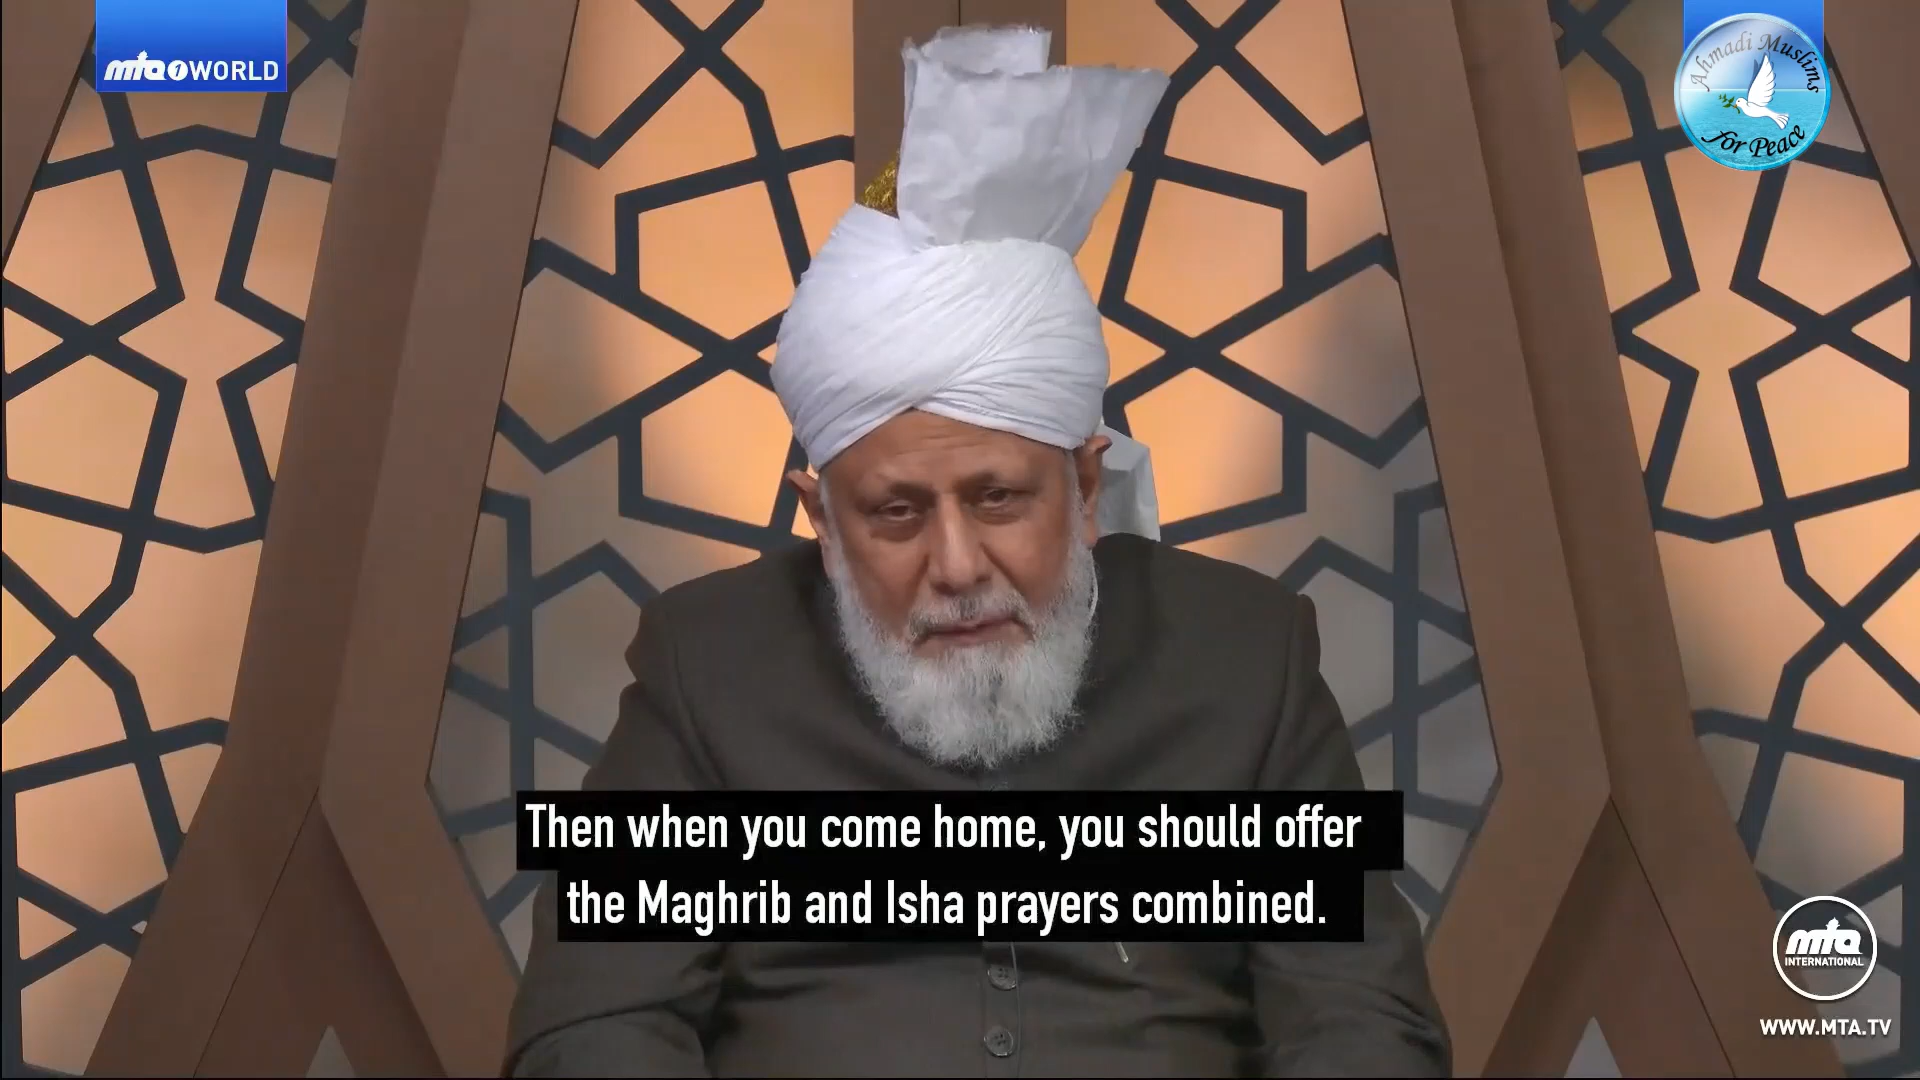 mta1WORLD
Ahmadi Muslims
for Peace
Then when you come home, you should offer
the Maghrib and Isha prayers combined.
mta
INTERNATIONAL
WWW.MTA.TV